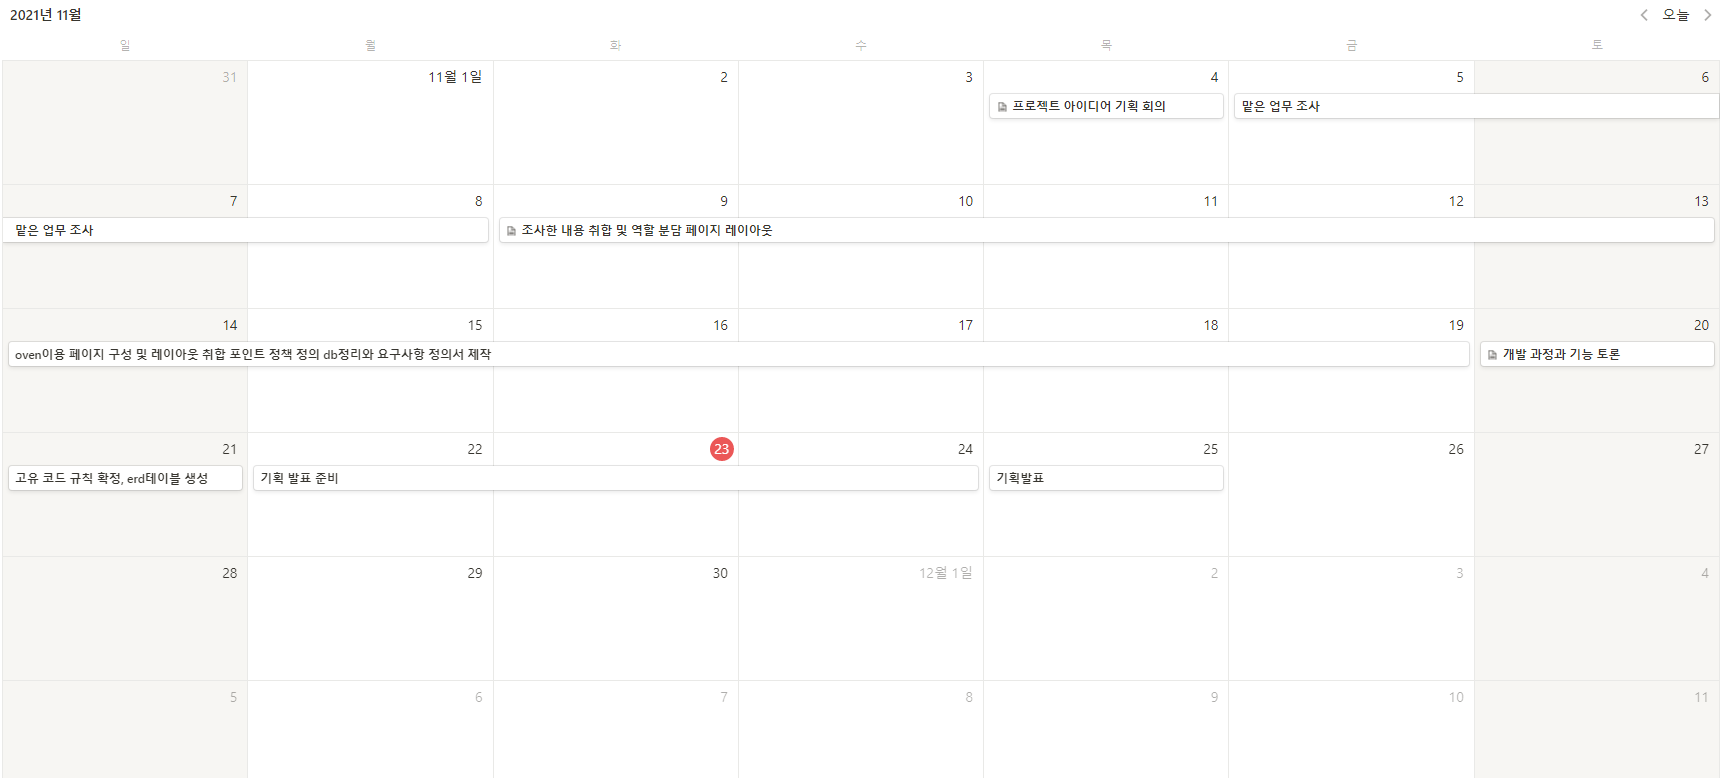 2021년 11월
오늘
일 월 화 수 목 금 토
31 11월 1일 2 3 4 5 6
프로젝트 아이디어 기획 회의 맡은 업무 조사
7 8 9 10 11 12 13
맡은 업무 조사 조사한 내용 취합 및 역할 분담 페이지 레이아웃
14 15 16 17 18 19 20
oven이용 페이지 구성 및 레이아웃 취합 포인트 정책 정의 db정리와 요구사항 정의서 제작 개발 과정과 기능 토론
21 22 23 24 25 26 27
고유 코드 규칙 확정, erd테이블 생성 기획 발표 준비 기획발표
28 29 30 12월 1일 2 3 4
5 6 7 8 9 10 11